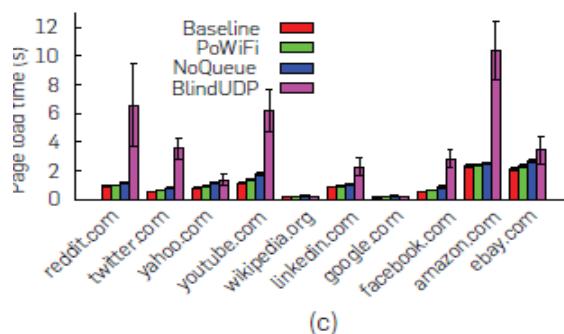 Page load time (s)
12
10
8
6
4
2
0
Baseline
PoWiFi
NoQueue
BlindUDP
reddit.com
twitter.com
yahoo.com
youtube.com
wikipedia.org
linkedin.com
google.com
facebook.com
amazon.com
ebay.com
(c)